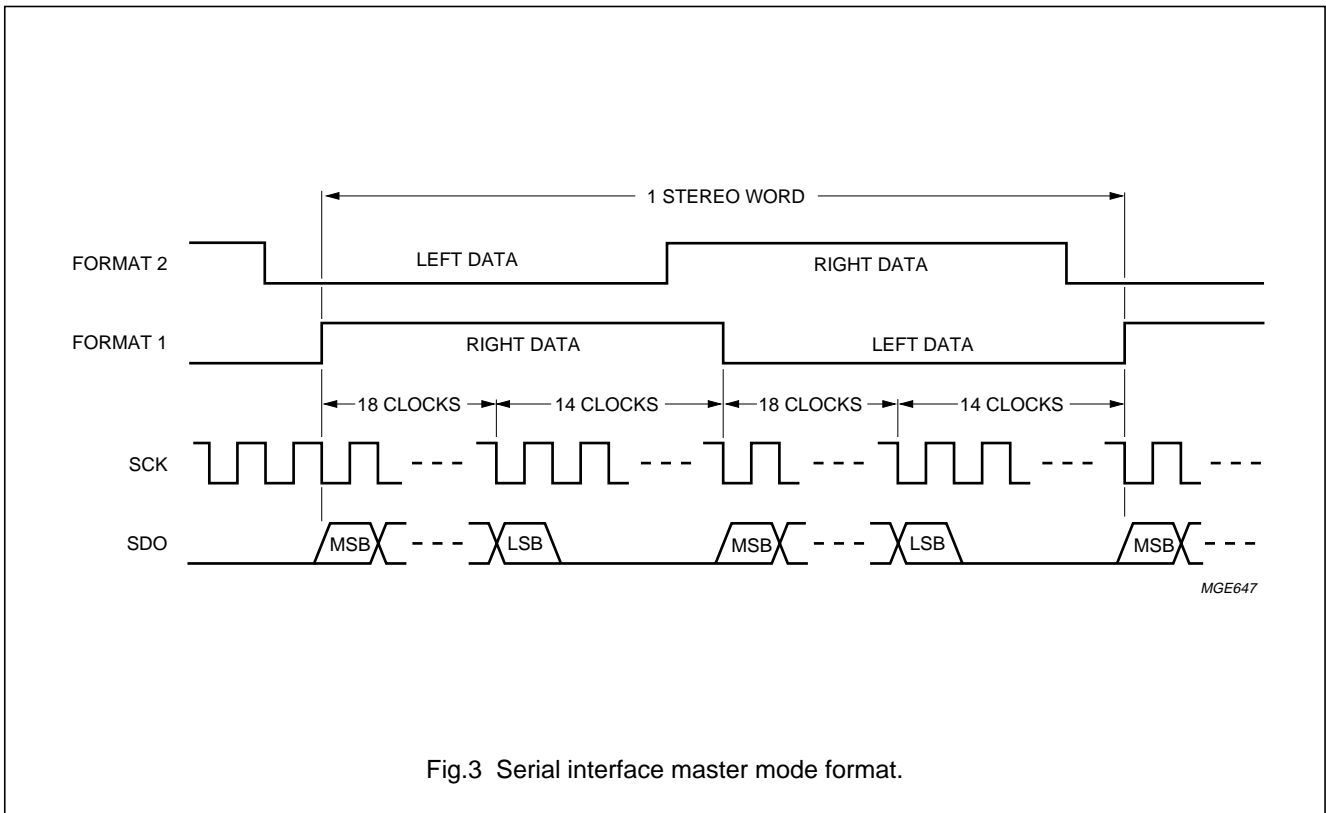 1 STEREO WORD
FORMAT 2
LEFT DATA
RIGHT DATA
FORMAT 1
RIGHT DATA
LEFT DATA
18 CLOCKS
14 CLOCKS
18 CLOCKS
14 CLOCKS
SCK
SDO
MSB
LSB
MSB
LSB
MSB
MGE647
Fig.3 Serial interface master mode format.